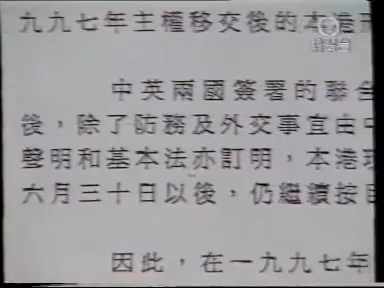 九九七年主權移交後的本港
中英兩國簽署的聯合
後，除了防務及外交事宜由中
聲明和基本法亦訂明，本港現
六月三十日以後，仍繼續按目
因此，在一九九七年